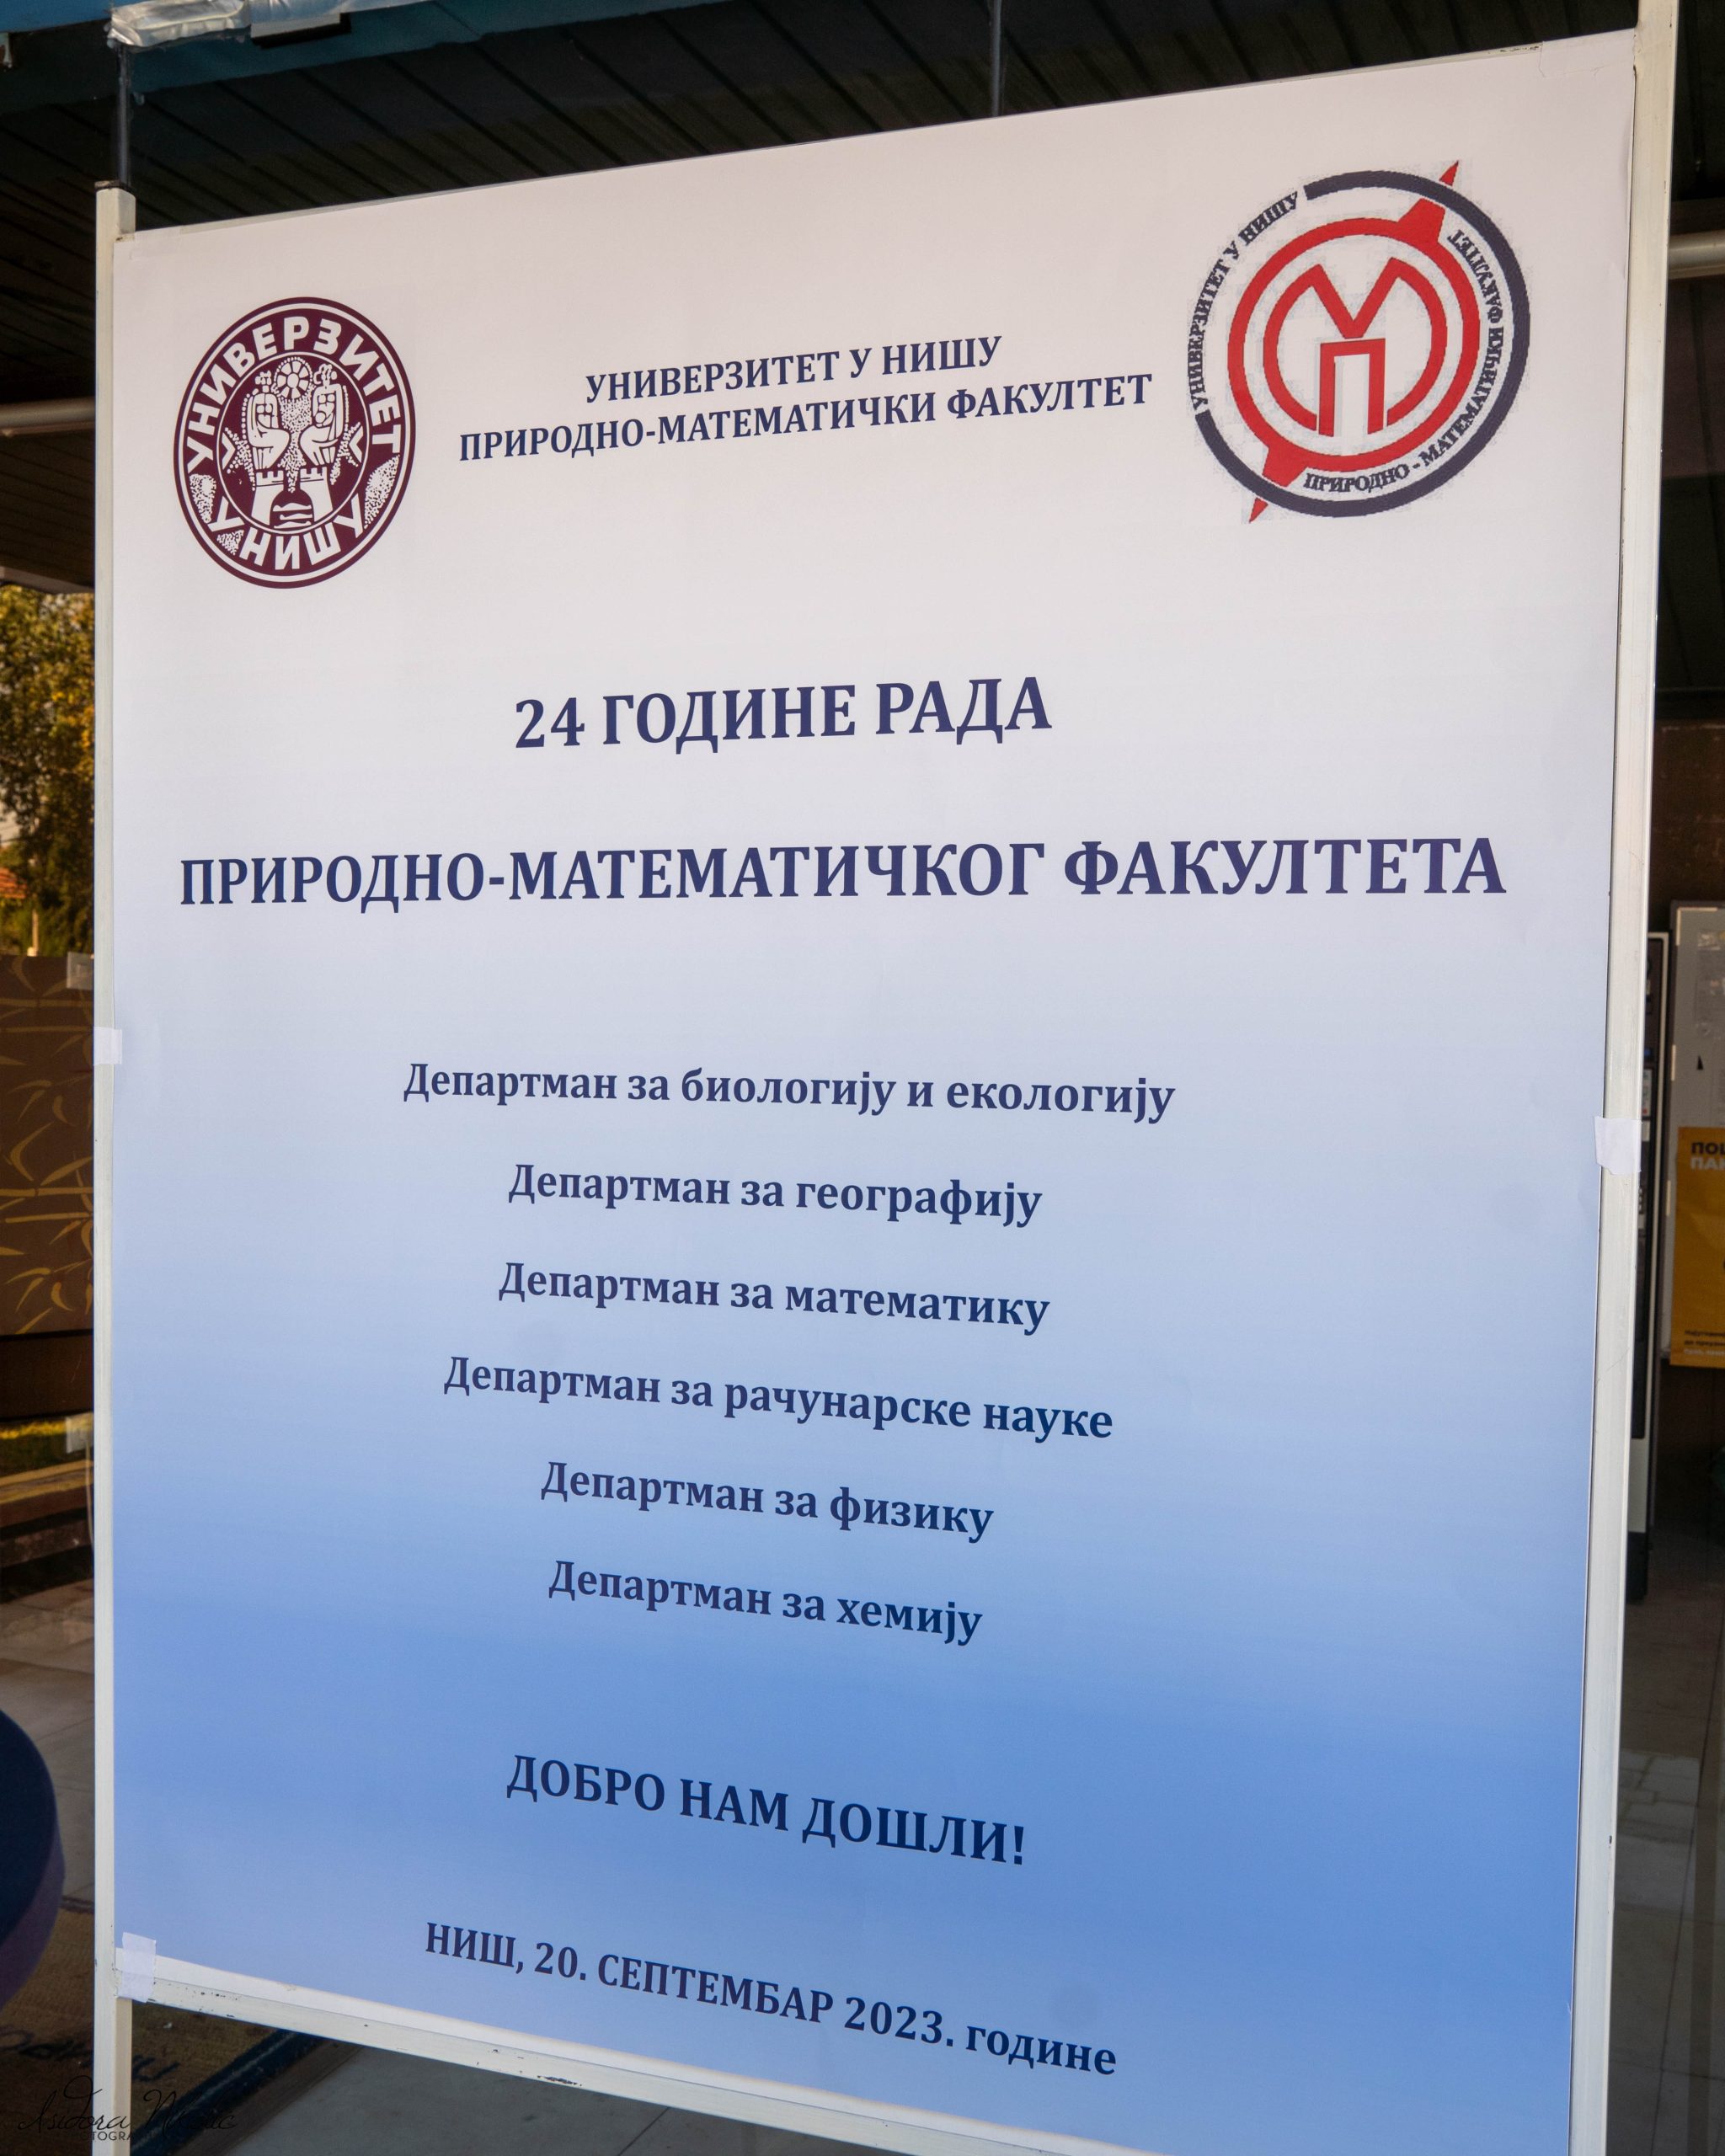 УНИВЕРЗИТЕТ
У НИШУ
УНИВЕРЗИТЕТ У НИШУ
ПРИРОДНО-МАТЕМАТИЧКИ ФАКУЛТЕТ
УНИВЕРЗИТЕТ У НИШУ
ПРИРОДНО - МАТЕМАТИЧКИ ФАКУЛТЕТ
МП
24 ГОДИНЕ РАДА
ПРИРОДНО-МАТЕМАТИЧКОГ ФАКУЛТЕТА
Департман за биологију и екологију
Департман за географију
Департман за математику
Департман за рачунарске науке
Департман за физику
Департман за хемију
ДОБРО НАМ ДОШЛИ!
НИШ, 20. СЕПТЕМБАР 2023. године
Isidora